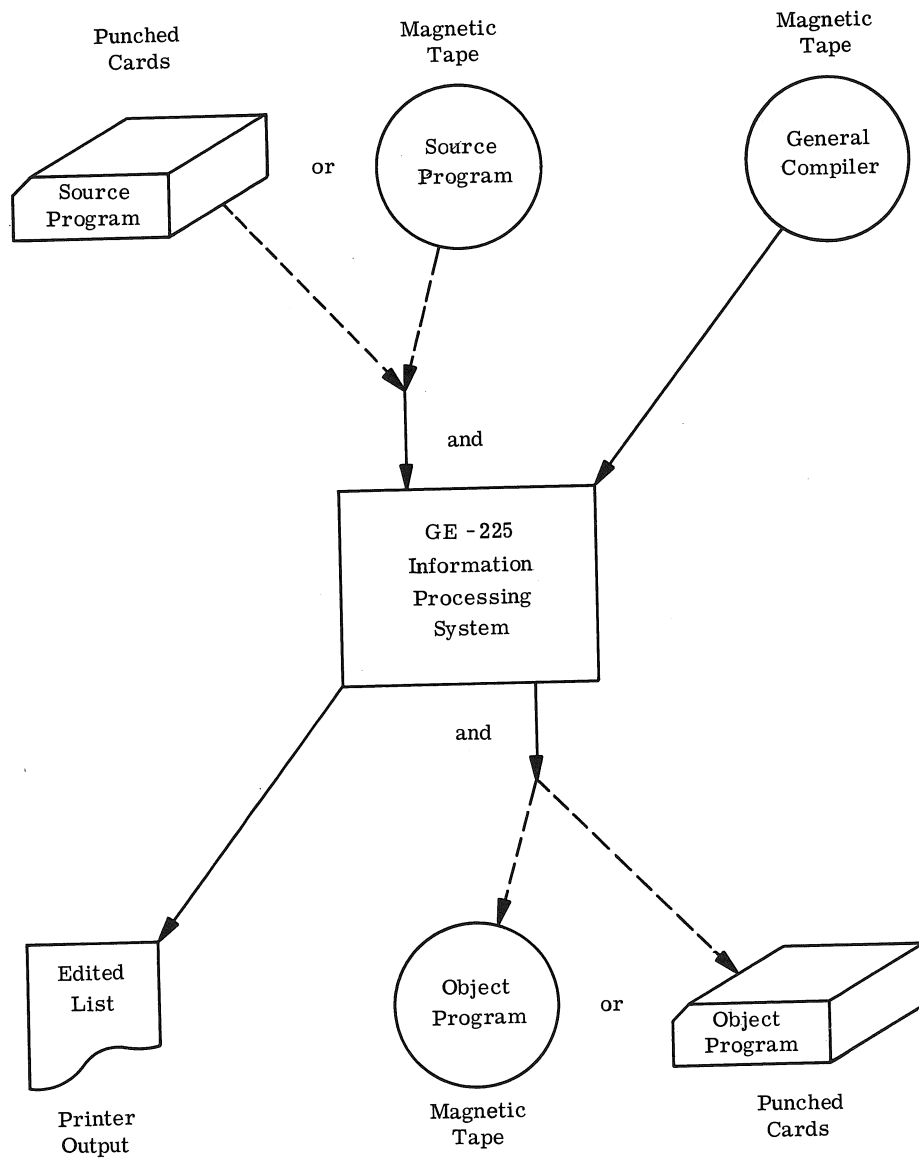 Punched
Cards
Magnetic
Tape
Magnetic
Tape
Source
Program
or
Source
Program
General
Compiler
and
GE -225
Information
Processing
System
and
Edited
List
Object
Program
or
Object
Program
Printer
Output
Magnetic
Tape
Punched
Cards